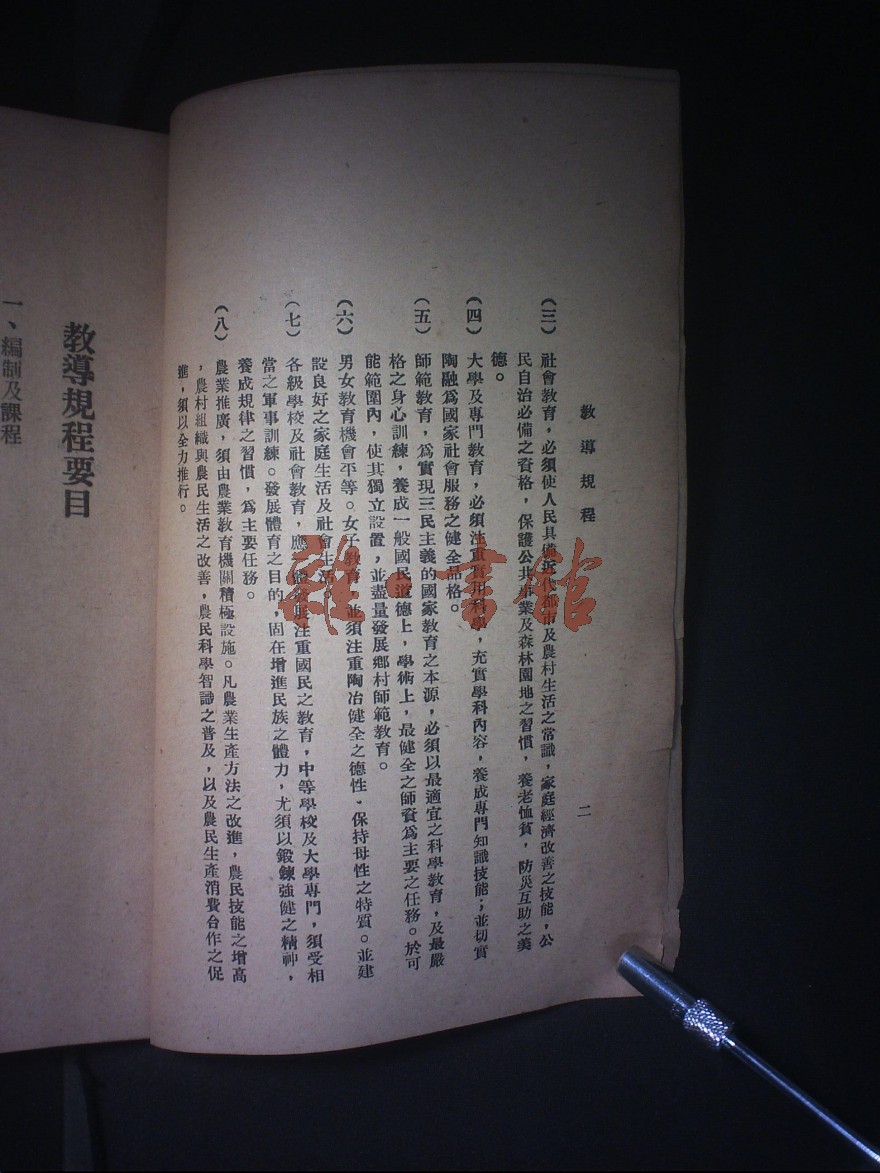 教導規程
二
(三)社會教育,必須使人民具備近代都市及農村生活之常識,家庭經濟改善之技能,公
民自治必備之資格,保護公共事業及森林園地之習慣,養老恤貧,防災互助之美
德。
(四)大學及專門教育,必須注重實用科學,充實學科內容,養成專門知識技能;並切實
陶融爲國家社會服務之健全品格。
(五)師範教育,爲實現三民主義的國家教育之本源,必須以最適宜之科學教育,及最嚴
格之身心訓練,養成一般國民道德上,學術上,最健全之師資爲主要之任務。於可
能範圍內,使其獨立設置,並盡量發展鄉村師範教育。
(六)男女教育機會平等。女子教育,並須注重陶冶健全之德性、保持母性之特質。並建
設良好之家庭生活及社會生活。
(七)各級學校及社會教育,應一體發展注重國民之教育,中等學校及大學專門,須受相
當之軍事訓練。發展體育之目的,固在增進民族之體力,尤須以鍛鍊強健之精神,
養成規律之習慣,爲主要任務。
(八)農業推廣,須由農業教育機關積極設施。凡農業生產方法之改進,農民技能之增高
,農村組織與農民生活之改善,農民科學智識之普及,以及農民生產消費合作之促
進,須以全力推行。
教導規程要目
一、編制及課程
雜書館